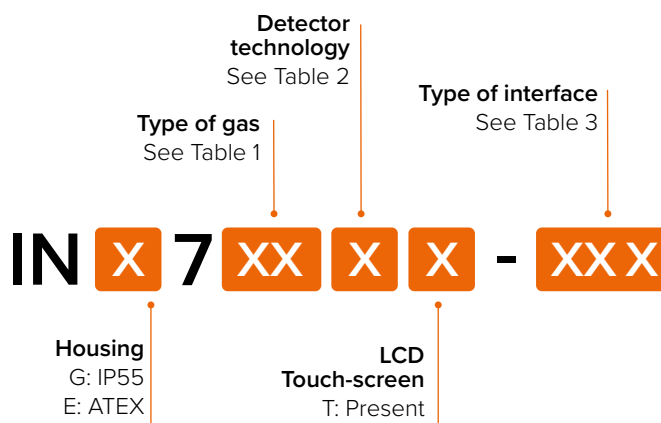 Detector
technology
See Table 2
Type of interface
See Table 3
Type of gas
See Table 1
IN X 7 XX X X - XX X
Housing
G: IP55
E: ATEX
LCD
Touch-screen
T: Present